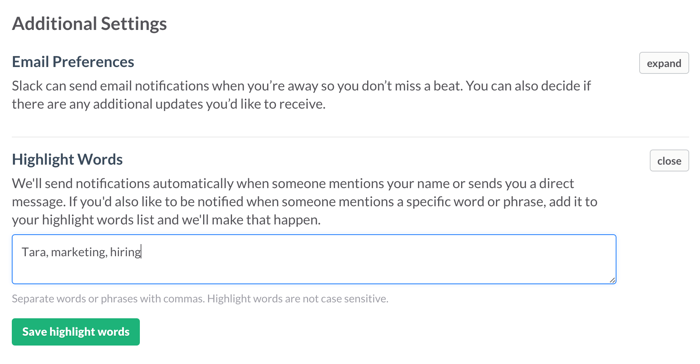 Additional Settings
Email Preferences
expand
Slack can send email notifications when you’re away so you don’t miss a beat. You can also decide if
there are any additional updates you’d like to receive.
Highlight Words
close
We'll send notifications automatically when someone mentions your name or sends you a direct
message. If you'd also like to be notified when someone mentions a specific word or phrase, add it to
your highlight words list and we'll make that happen.
Tara, marketing, hiring
Separate words or phrases with commas. Highlight words are not case sensitive.
Save highlight words